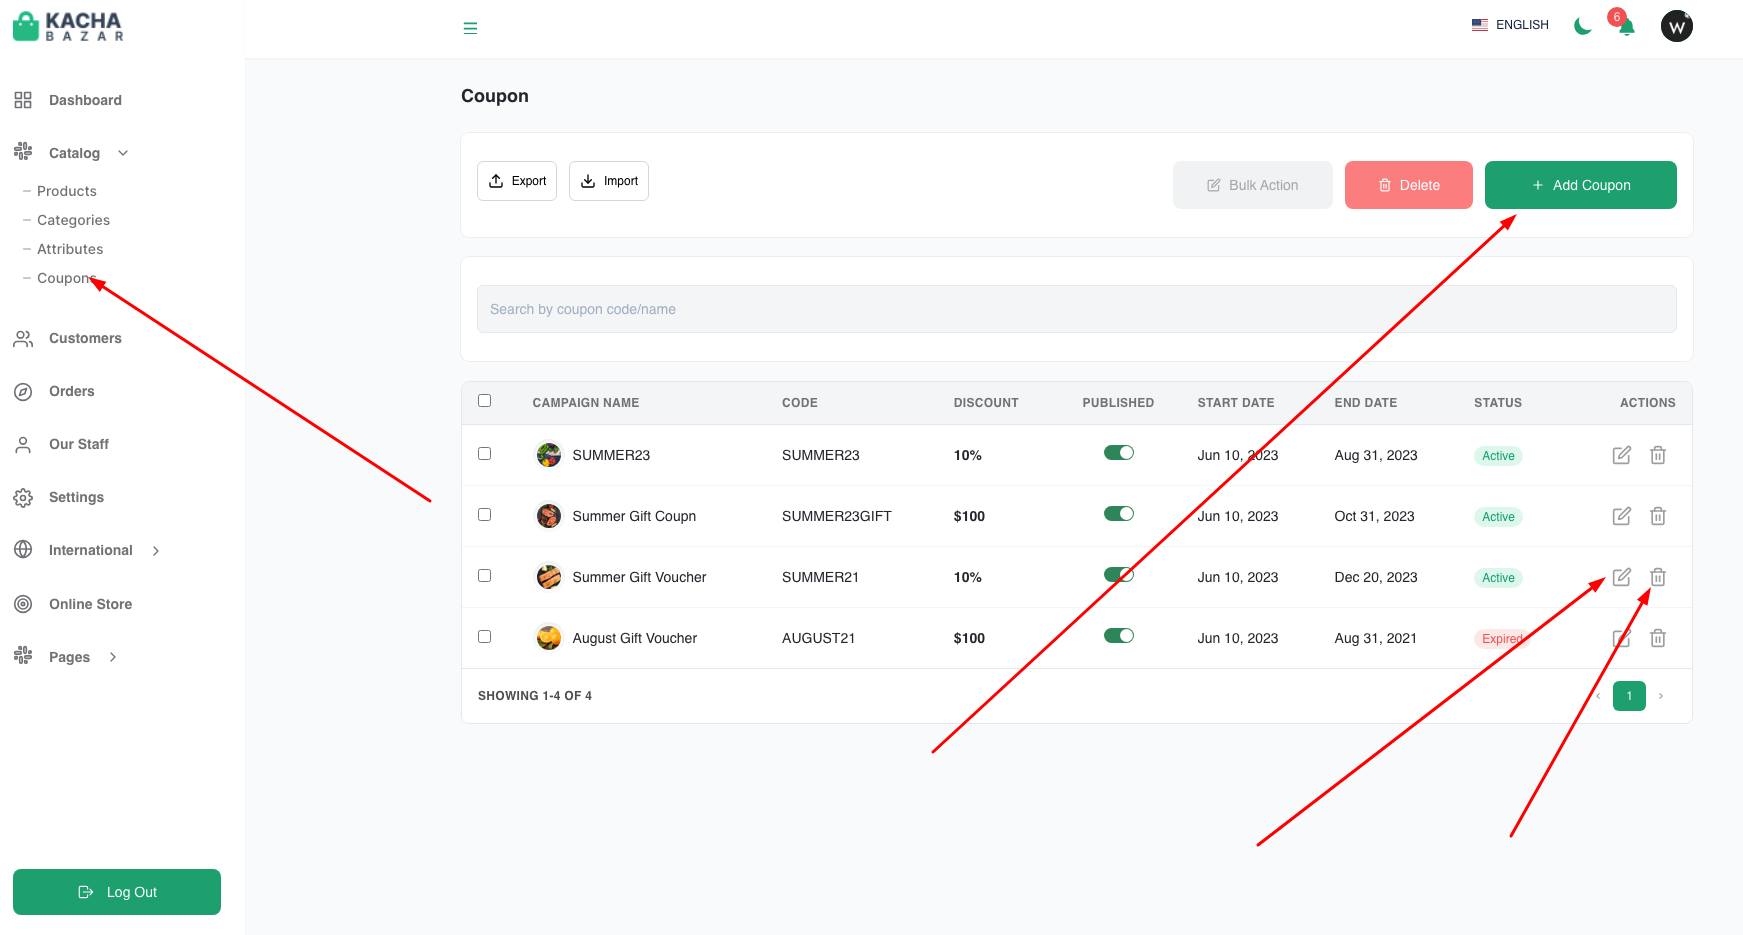 KACHA
BAZAR
ENGLISH
6
W
Dashboard
Catalog
Products
Categories
Attributes
Coupons
Customers
Orders
Our Staff
Settings
International
Online Store
Pages
Log Out
Coupon
Export
Import
Bulk Action
Delete
+ Add Coupon
Search by coupon code/name
CAMPAIGN NAME CODE DISCOUNT PUBLISHED START DATE END DATE STATUS ACTIONS
SUMMER23 SUMMER23 10% Jun 10, 2023 Aug 31, 2023 Active
Summer Gift Coupn SUMMER23GIFT $100 Jun 10, 2023 Oct 31, 2023 Active
Summer Gift Voucher SUMMER21 10% Jun 10, 2023 Dec 20, 2023 Active
August Gift Voucher AUGUST21 $100 Jun 10, 2023 Aug 31, 2021 Expired
SHOWING 1-4 OF 4
1